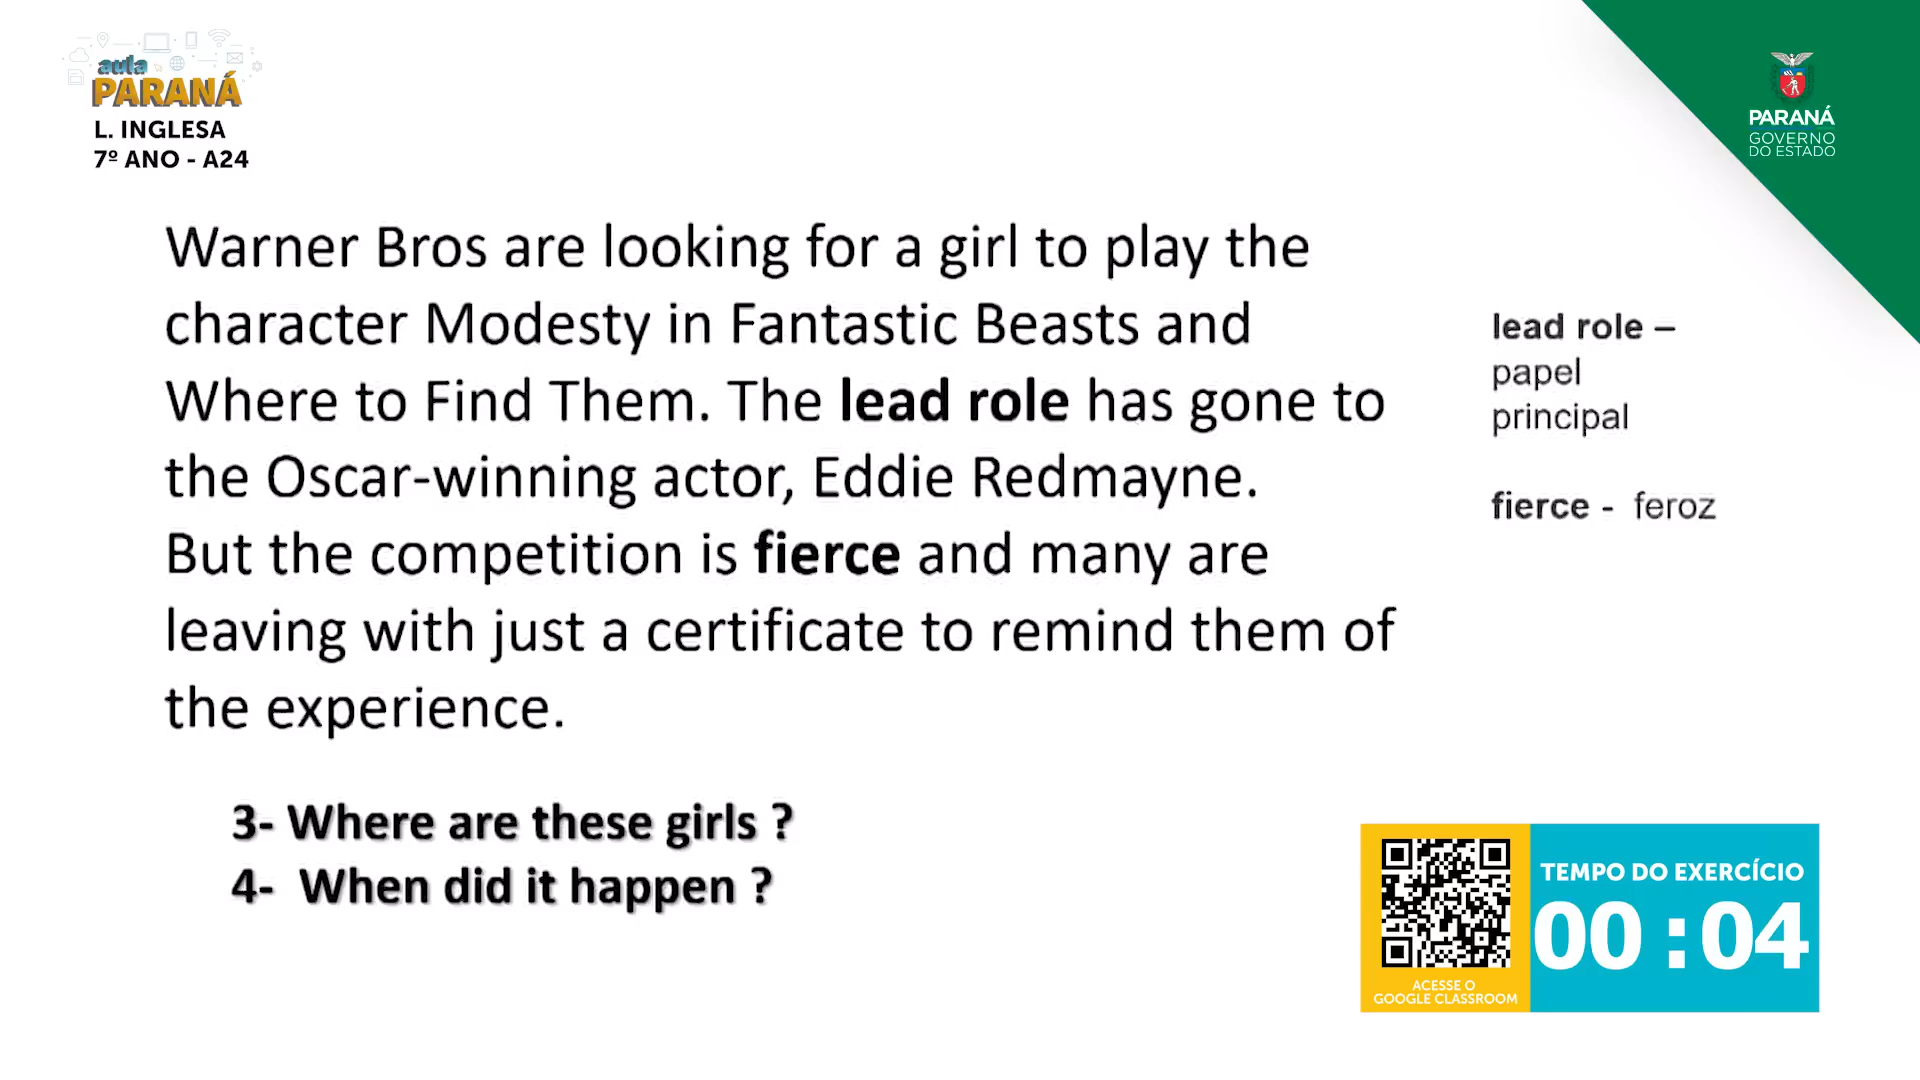 aula
PARANÁ
L. INGLESA
7º ANO - A24
PARANÁ
GOVERNO
DO ESTADO
Warner Bros are looking for a girl to play the
character Modesty in Fantastic Beasts and
Where to Find Them. The lead role has gone to
the Oscar-winning actor, Eddie Redmayne.
But the competition is fierce and many are
leaving with just a certificate to remind them of
the experience.
lead role –
papel
principal
fierce - feroz
3- Where are these girls ?
4- When did it happen ?
TEMPO DO EXERCÍCIO
00 : 04
ACESSE O
GOOGLE CLASSROOM